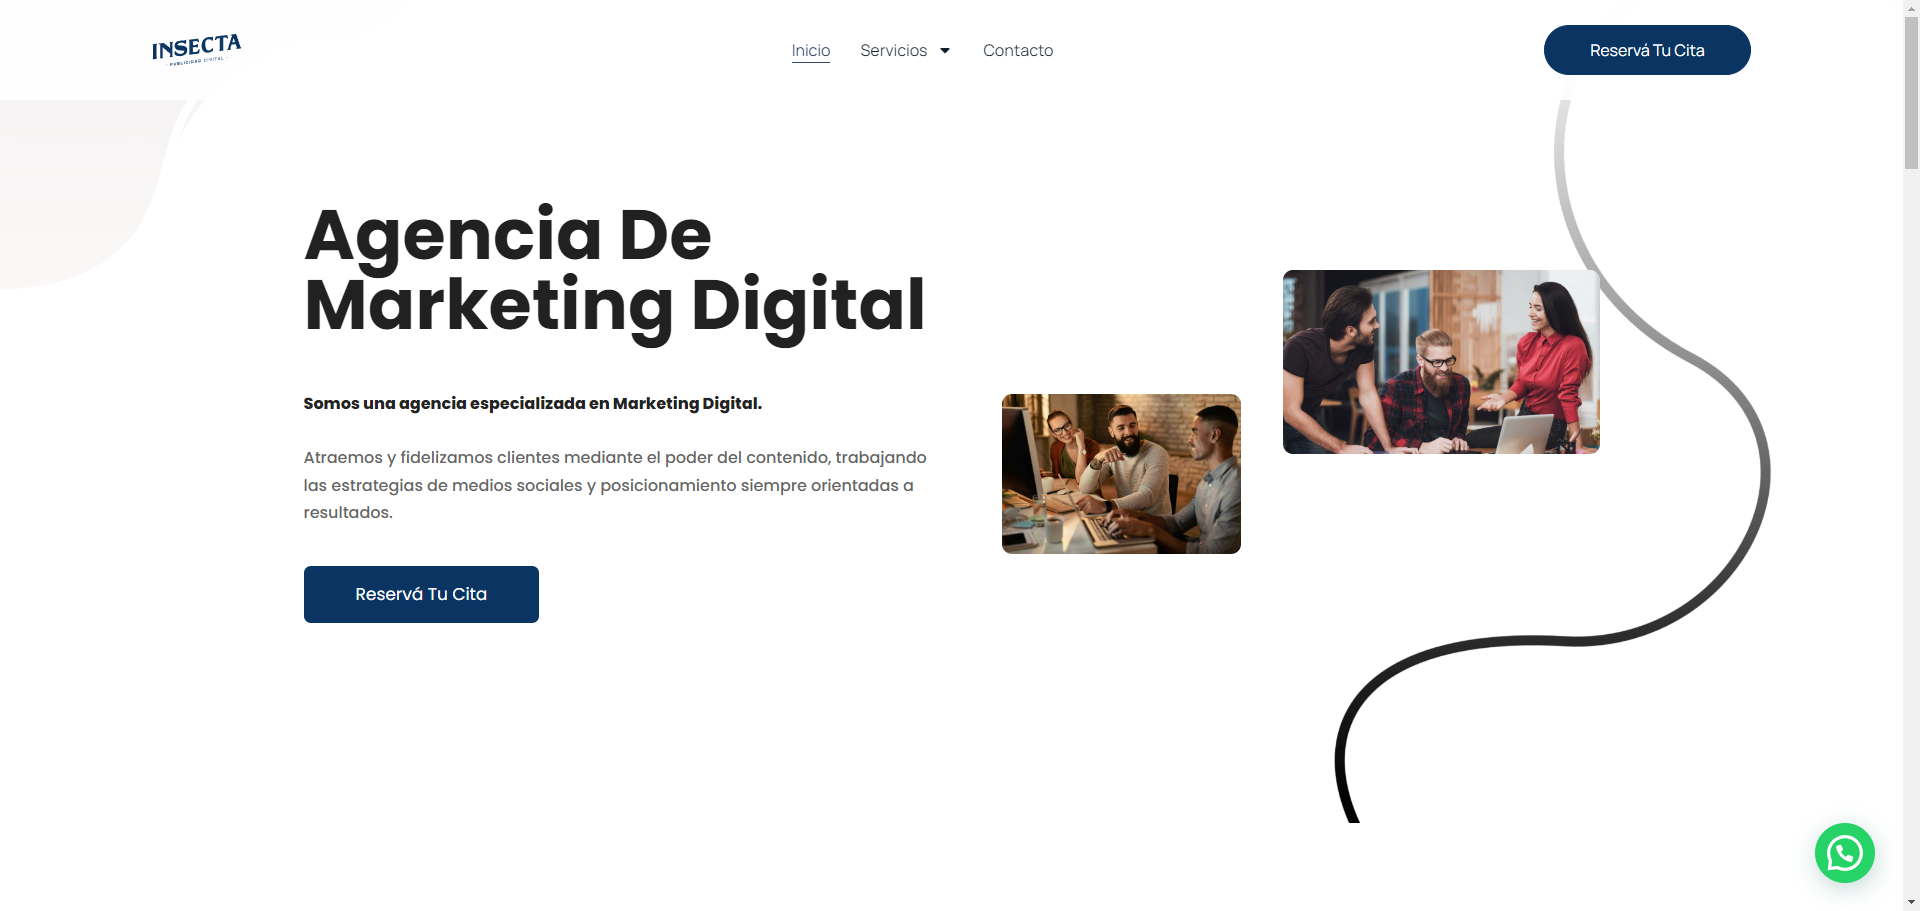 INSECTA
PUBLICIDAD DIGITAL
Inicio
Servicios
Contacto
Reservá Tu Cita
Agencia De
Marketing Digital
Somos una agencia especializada en Marketing Digital.
Atraemos y fidelizamos clientes mediante el poder del contenido, trabajando
las estrategias de medios sociales y posicionamiento siempre orientadas a
resultados.
Reservá Tu Cita